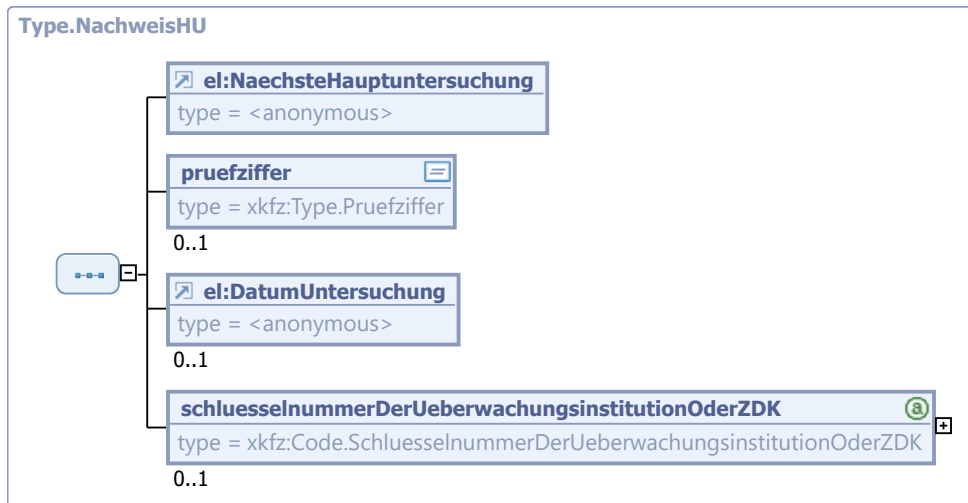 Type.NachweisHU
el:NaechsteHauptuntersuchung
type = <anonymous>
pruefziffer
type = xkfz:Type.Pruefziffer
0..1
el:DatumUntersuchung
type = <anonymous>
0..1
schluesselnummerDerUeberwachungsinstitutionOderZDK
type = xkfz:Code.SchluesselnummerDerUeberwachungsinstitutionOderZDK
0..1